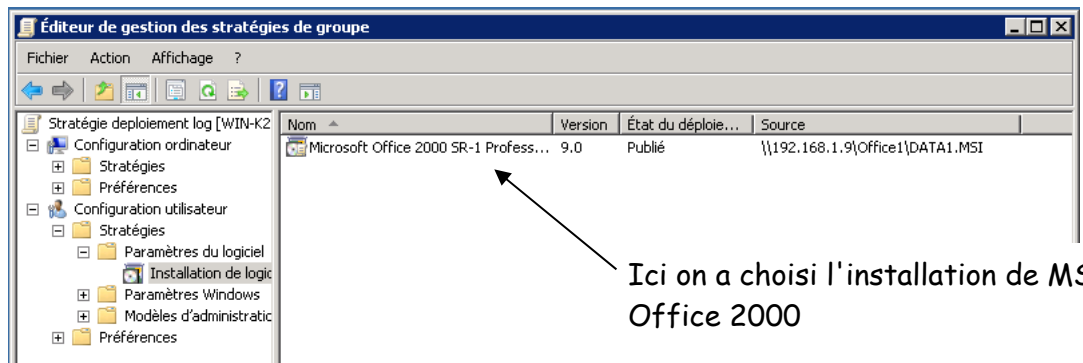 Éditeur de gestion des stratégies de groupe
Fichier Action Affichage ?
Stratégie deploiement log [WIN-K2
Configuration ordinateur
Stratégies
Préférences
Configuration utilisateur
Stratégies
Paramètres du logiciel
Installation de logic
Paramètres Windows
Modèles d'administratic
Préférences
Nom Version État du déploie... Source
Microsoft Office 2000 SR-1 Profess... 9.0 Publié \\192.168.1.9\Office1\DATA1.MSI
Ici on a choisi l'installation de MS
Office 2000